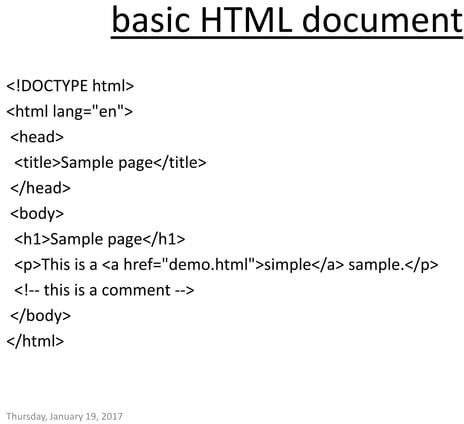 basic HTML document
<!DOCTYPE html>
<html lang="en">
<head>
<title>Sample page</title>
</head>
<body>
<h1>Sample page</h1>
<p>This is a <a href="demo.html">simple</a> sample.</p>
<!-- this is a comment -->
</body>
</html>
Thursday, January 19, 2017